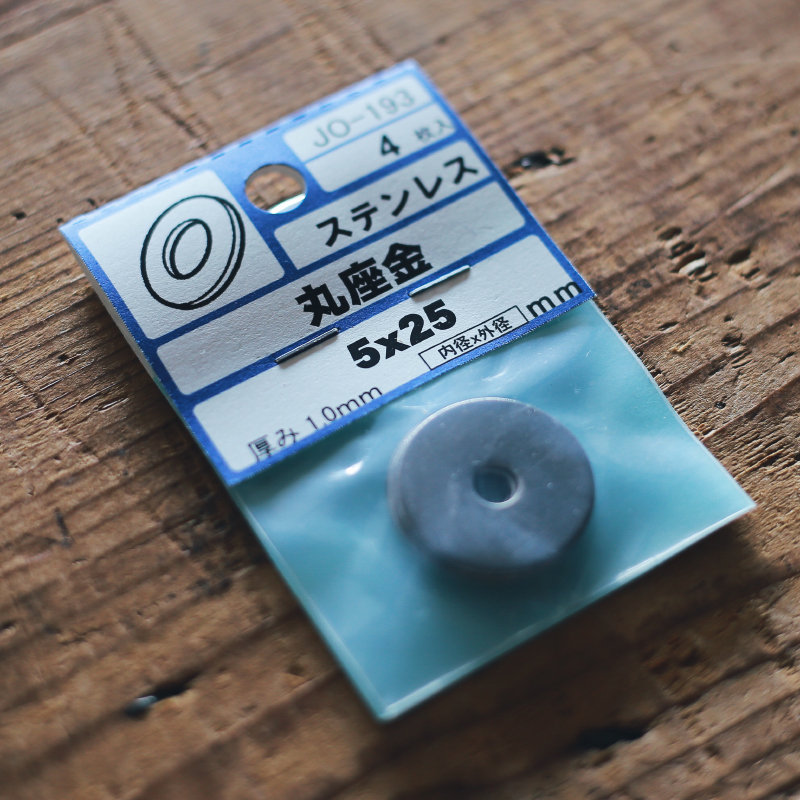 JO-193
4 枚入
ステンレス
丸座金
5x25
内径x外径 mm
厚み 1.0mm